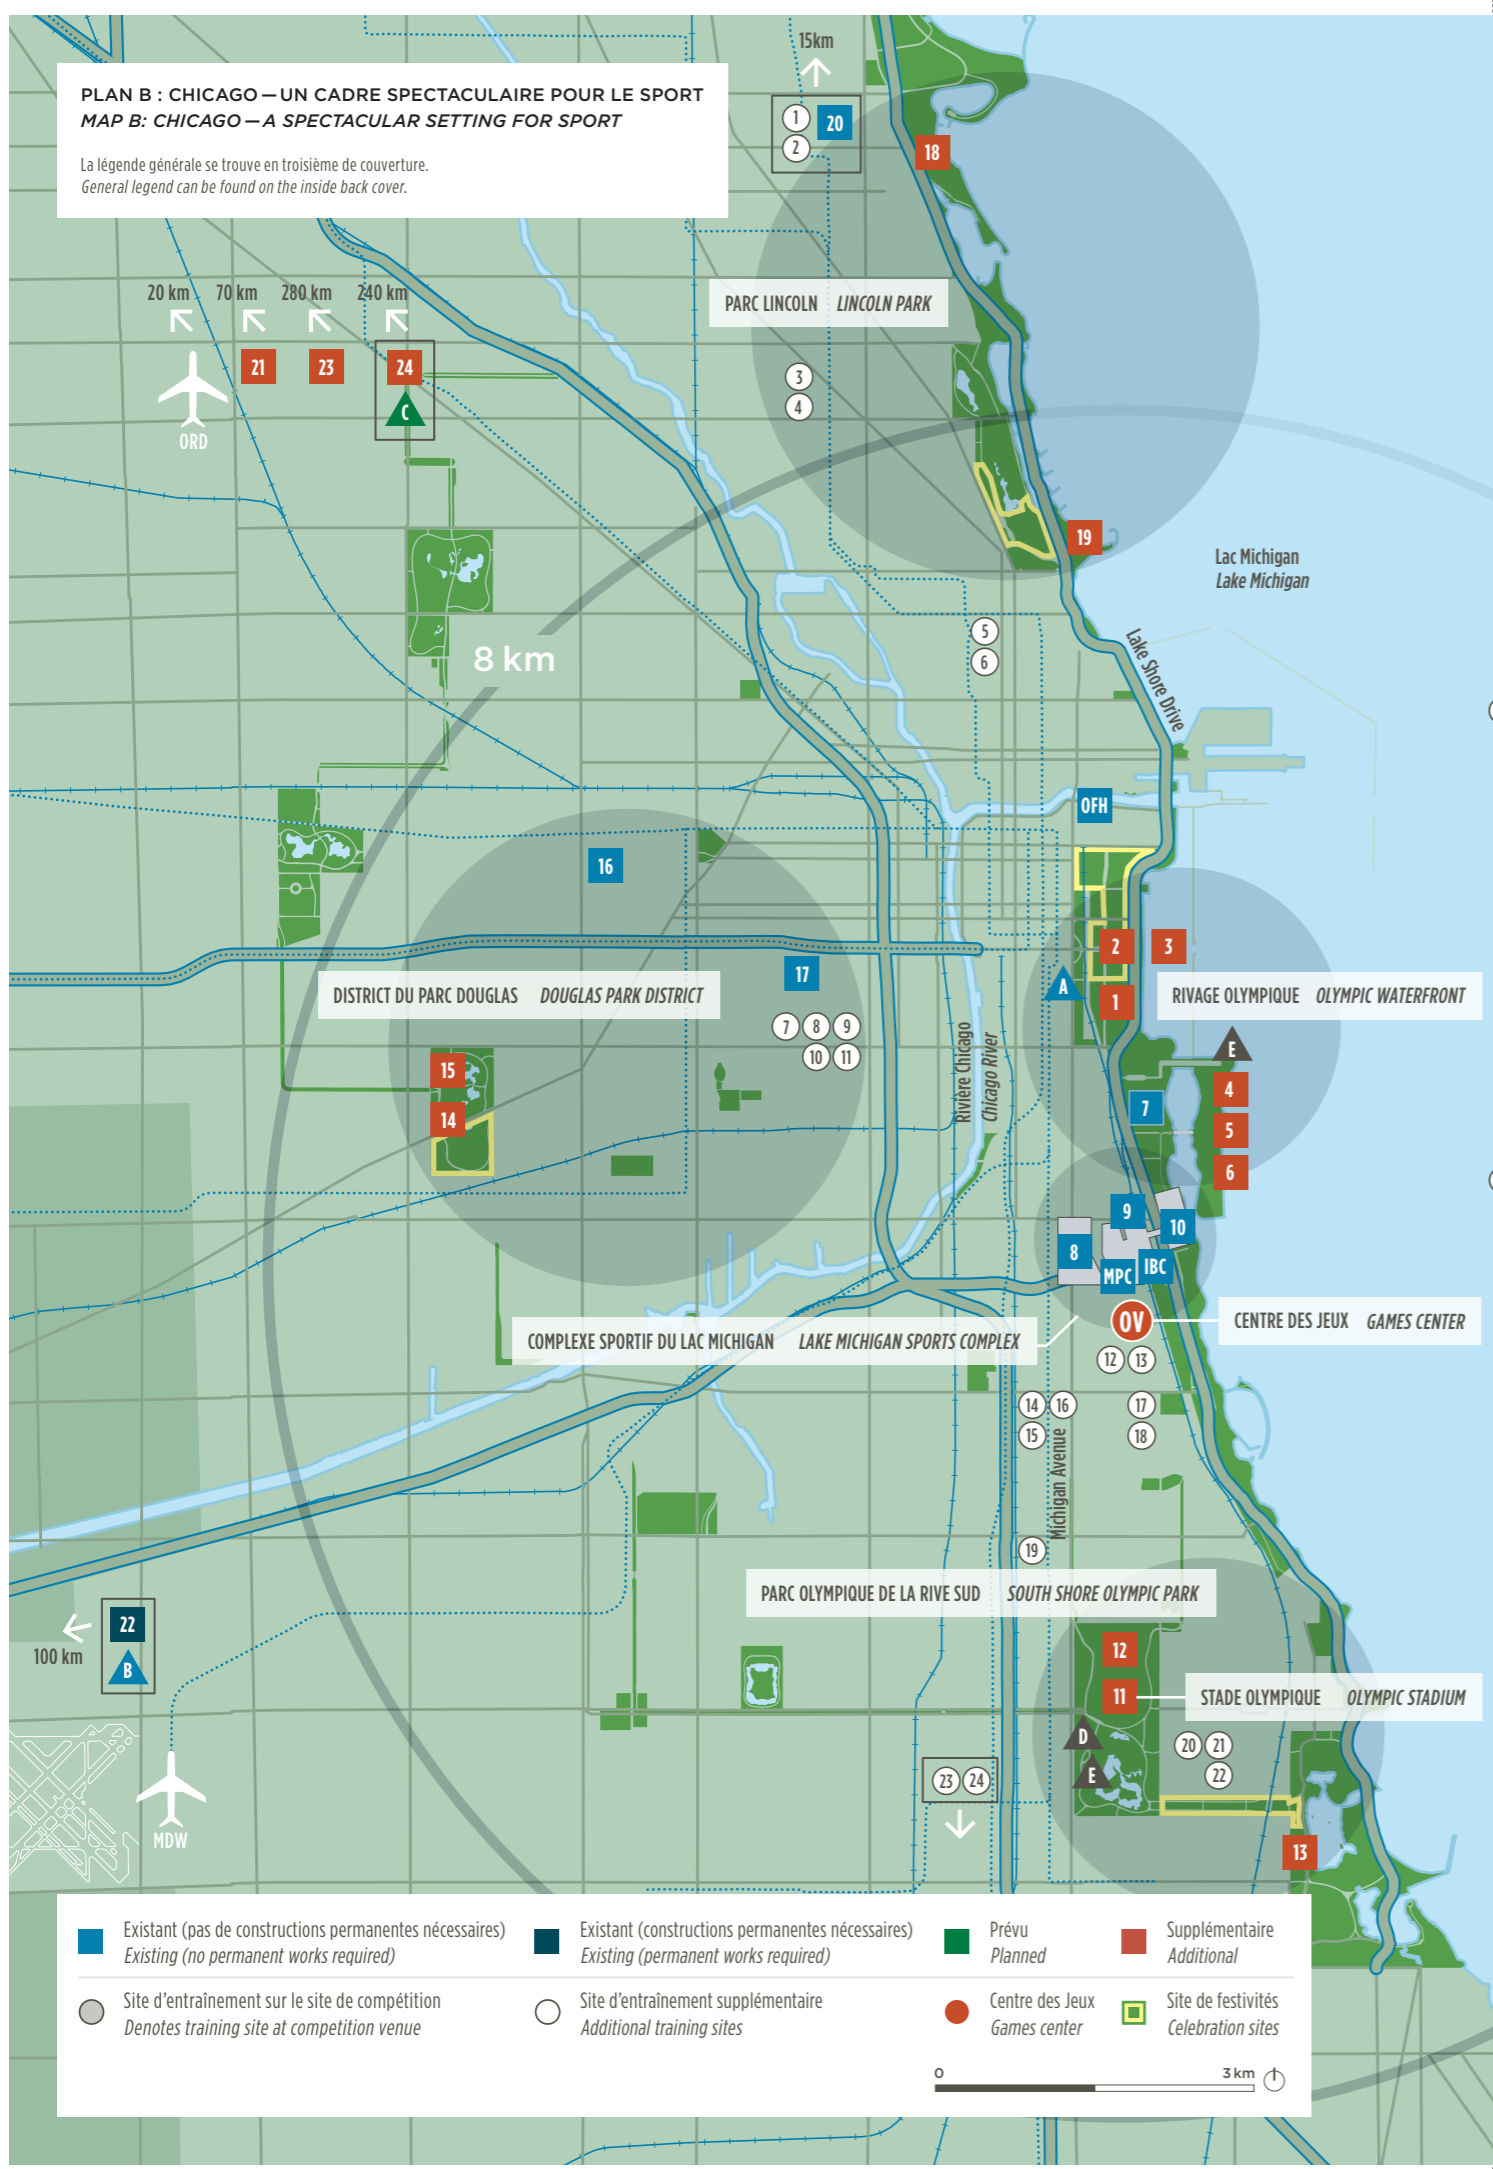 PLAN B : CHICAGO — UN CADRE SPECTACULAIRE POUR LE SPORT
MAP B: CHICAGO — A SPECTACULAR SETTING FOR SPORT
La légende générale se trouve en troisième de couverture.
General legend can be found on the inside back cover.
15km
1
20
2
18
PARC LINCOLN LINCOLN PARK
20 km 70 km 280 km 240 km
21 23 24
C
ORD
3
4
19
Lac Michigan
Lake Michigan
5
6
8 km
Lake Shore Drive
OFH
16
2 3
17
A
1
DISTRICT DU PARC DOUGLAS DOUGLAS PARK DISTRICT
RIVAGE OLYMPIQUE OLYMPIC WATERFRONT
7 8 9
10 11
Rivière Chicago
Chicago River
E
15
14
4
7
5
6
9
10
8
MPC IBC
OV
CENTRE DES JEUX GAMES CENTER
COMPLEXE SPORTIF DU LAC MICHIGAN LAKE MICHIGAN SPORTS COMPLEX
12 13
14 16
15
17
18
Michigan Avenue
19
PARC OLYMPIQUE DE LA RIVE SUD SOUTH SHORE OLYMPIC PARK
22
100 km
B
12
11
STADE OLYMPIQUE OLYMPIC STADIUM
D
E
20 21
22
23 24
MDW
13
Existant (pas de constructions permanentes nécessaires)
Existing (no permanent works required)
Existant (constructions permanentes nécessaires)
Existing (permanent works required)
Prévu
Planned
Supplémentaire
Additional
Site d'entraînement sur le site de compétition
Denotes training site at competition venue
Site d'entraînement supplémentaire
Additional training sites
Centre des Jeux
Games center
Site de festivités
Celebration sites
0 3 km